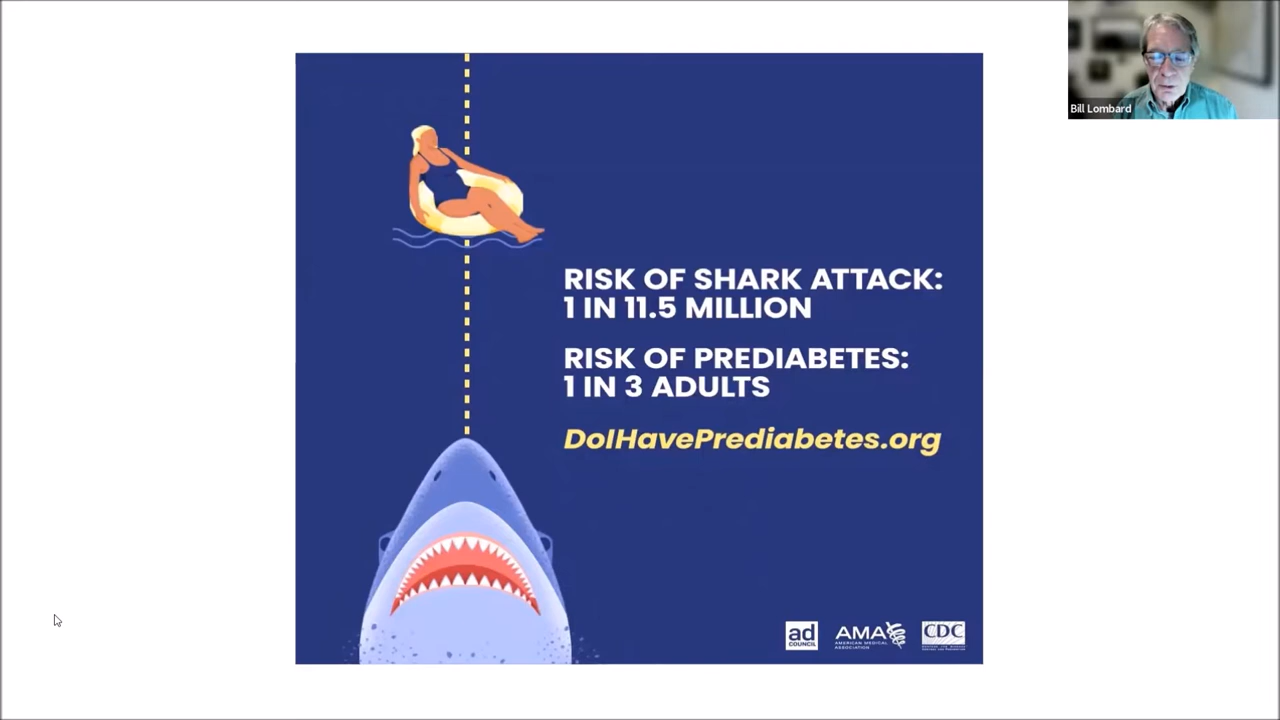 Bill Lombard
RISK OF SHARK ATTACK:
1 IN 11.5 MILLION
RISK OF PREDIABETES:
1 IN 3 ADULTS
DoIHavePrediabetes.org
ad
COUNCIL
AMA
AMERICAN MEDICAL
ASSOCIATION
CDC